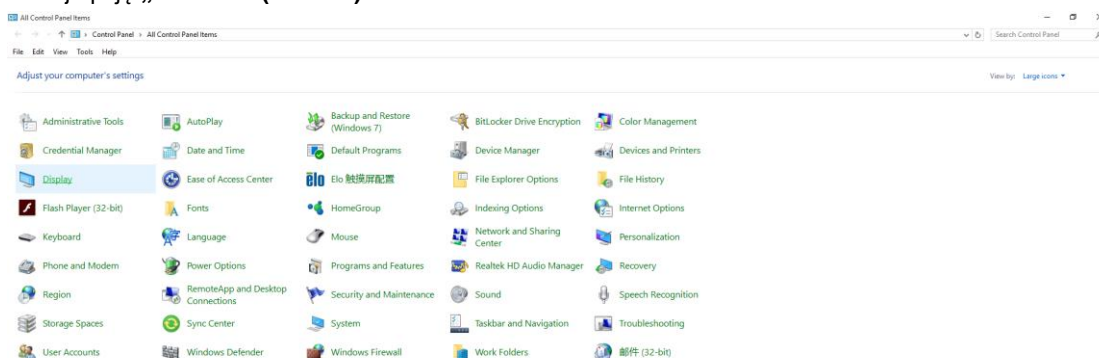 All Control Panel Items
Control Panel › All Control Panel Items
Search Control Panel
File Edit View Tools Help
Adjust your computer's settings
View by: Large icons
Administrative Tools
AutoPlay
Backup and Restore
(Windows 7)
BitLocker Drive Encryption
Color Management
Credential Manager
Date and Time
Default Programs
Device Manager
Devices and Printers
Display
Ease of Access Center
elo Elo 触摸屏配置
File Explorer Options
File History
Flash Player (32-bit)
Fonts
HomeGroup
Indexing Options
Internet Options
Keyboard
Language
Mouse
Network and Sharing
Center
Personalization
Phone and Modem
Power Options
Programs and Features
Realtek HD Audio Manager
Recovery
Region
RemoteApp and Desktop
Connections
Security and Maintenance
Sound
Speech Recognition
Storage Spaces
Sync Center
System
Taskbar and Navigation
Troubleshooting
User Accounts
Windows Defender
Windows Firewall
Work Folders
邮件 (32-bit)